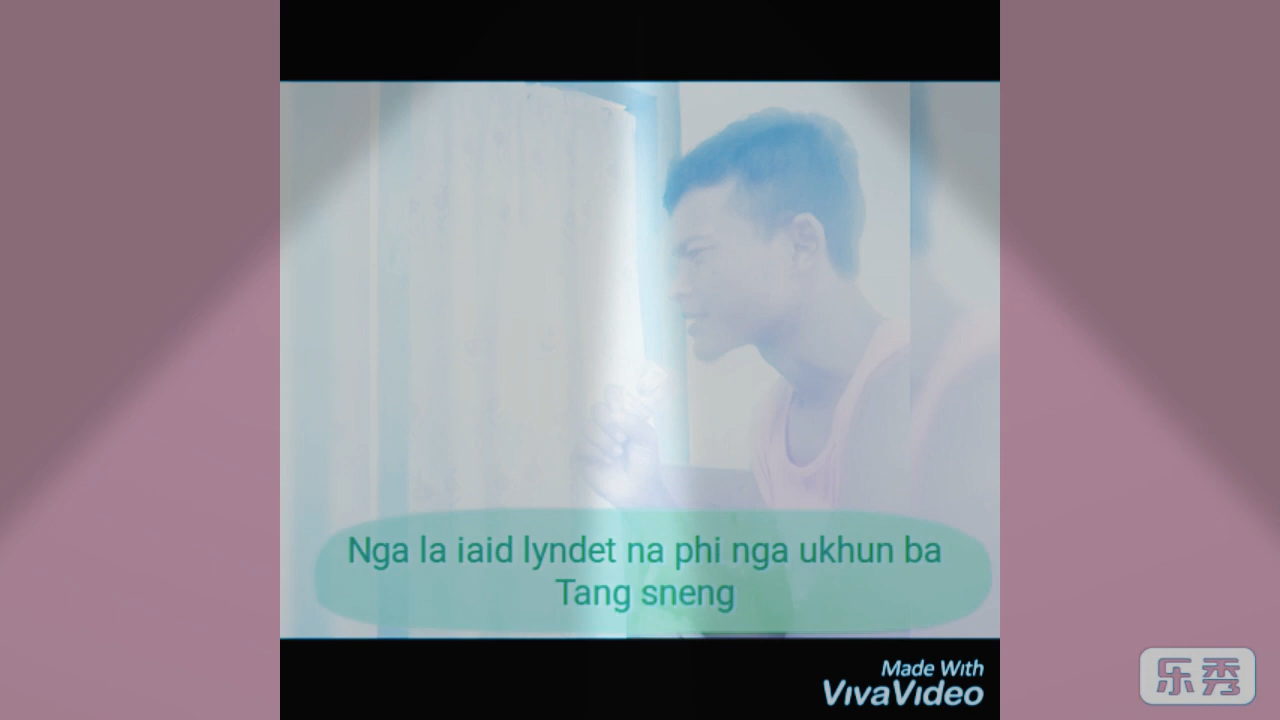 Nga la iaid lyndet na phi nga ukhun ba
Tang sneng
Made With
VivaVideo
乐秀